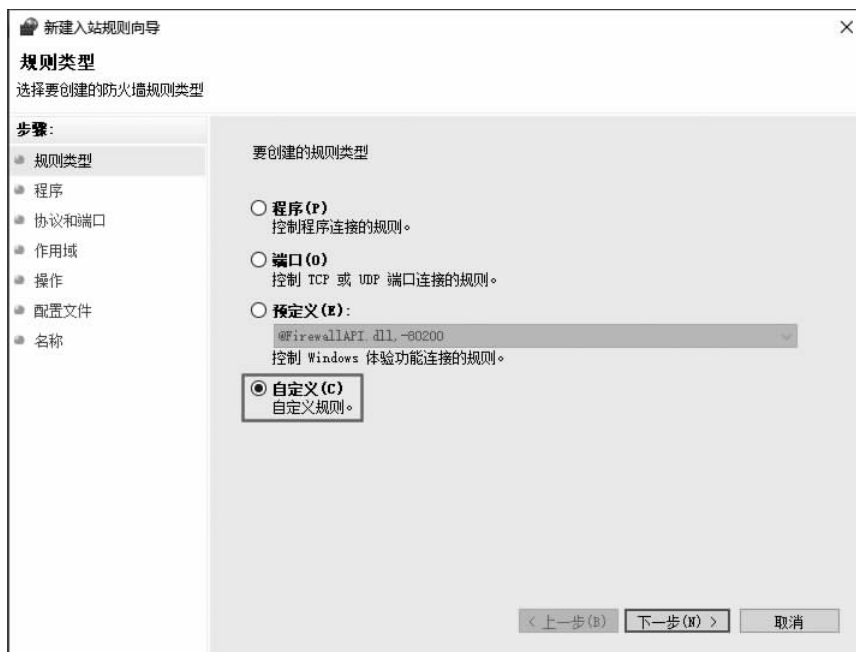 新建入站规则向导
规则类型
选择要创建的防火墙规则类型
步骤:
规则类型
程序
协议和端口
作用域
操作
配置文件
名称
要创建的规则类型
程序(P)
控制程序连接的规则。
端口(O)
控制 TCP 或 UDP 端口连接的规则。
预定义(E):
@FirewallAPI.dll,-80200
控制 Windows 体验功能连接的规则。
自定义(C)
自定义规则。
< 上一步(B) 下一步(N) > 取消